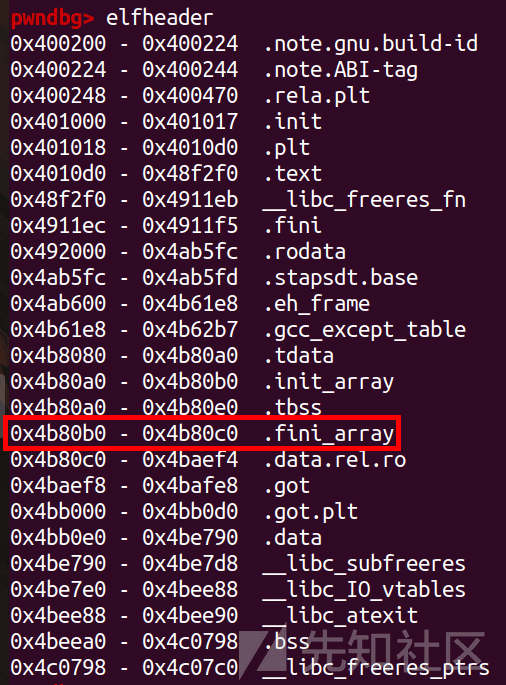 pwndbg> elfheader
0x400200 - 0x400224  .note.gnu.build-id
0x400224 - 0x400244  .note.ABI-tag
0x400248 - 0x400470  .rela.plt
0x401000 - 0x401017  .init
0x401018 - 0x4010d0  .plt
0x4010d0 - 0x48f2f0  .text
0x48f2f0 - 0x4911eb  __libc_freeres_fn
0x4911ec - 0x4911f5  .fini
0x492000 - 0x4ab5fc  .rodata
0x4ab5fc - 0x4ab5fd  .stapsdt.base
0x4ab600 - 0x4b61e8  .eh_frame
0x4b61e8 - 0x4b62b7  .gcc_except_table
0x4b8080 - 0x4b80a0  .tdata
0x4b80a0 - 0x4b80b0  .init_array
0x4b80a0 - 0x4b80e0  .tbss
0x4b80b0 - 0x4b80c0  .fini_array
0x4b80c0 - 0x4baef4  .data.rel.ro
0x4baef8 - 0x4bafe8  .got
0x4bb000 - 0x4bb0d0  .got.plt
0x4bb0e0 - 0x4be790  .data
0x4be790 - 0x4be7d8  __libc_subfreeres
0x4be7e0 - 0x4bee88  __libc_IO_vtables
0x4bee88 - 0x4bee90  __libc_atexit
0x4beea0 - 0x4c0798  .bss
0x4c0798 - 0x4c07c0  __libc_freeres_ptrs
先知社区